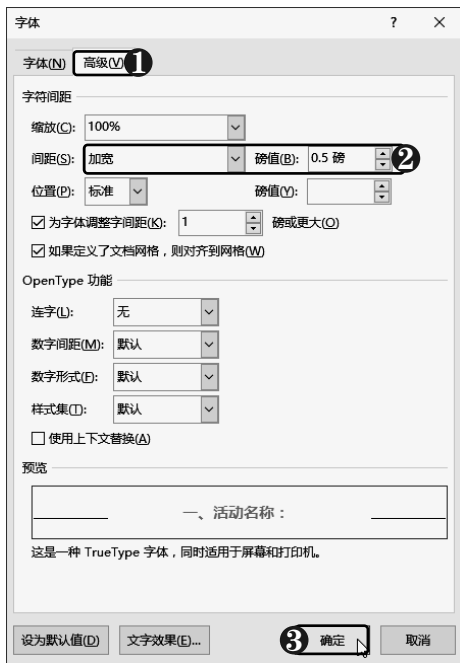 字体 ? ×
字体(N) 高级(V) 1
字符间距
缩放(C): 100%
间距(S): 加宽 磅值(B): 0.5 磅 2
位置(P): 标准 磅值(Y):
为字体调整字间距(K): 1 磅或更大(O)
如果定义了文档网格，则对齐到网格(W)
OpenType 功能
连字(L): 无
数字间距(M): 默认
数字形式(F): 默认
样式集(T): 默认
使用上下文替换(A)
预览
一、活动名称：
这是一种 TrueType 字体，同时适用于屏幕和打印机。
设为默认值(D) 文字效果(E)... 3 确定 取消